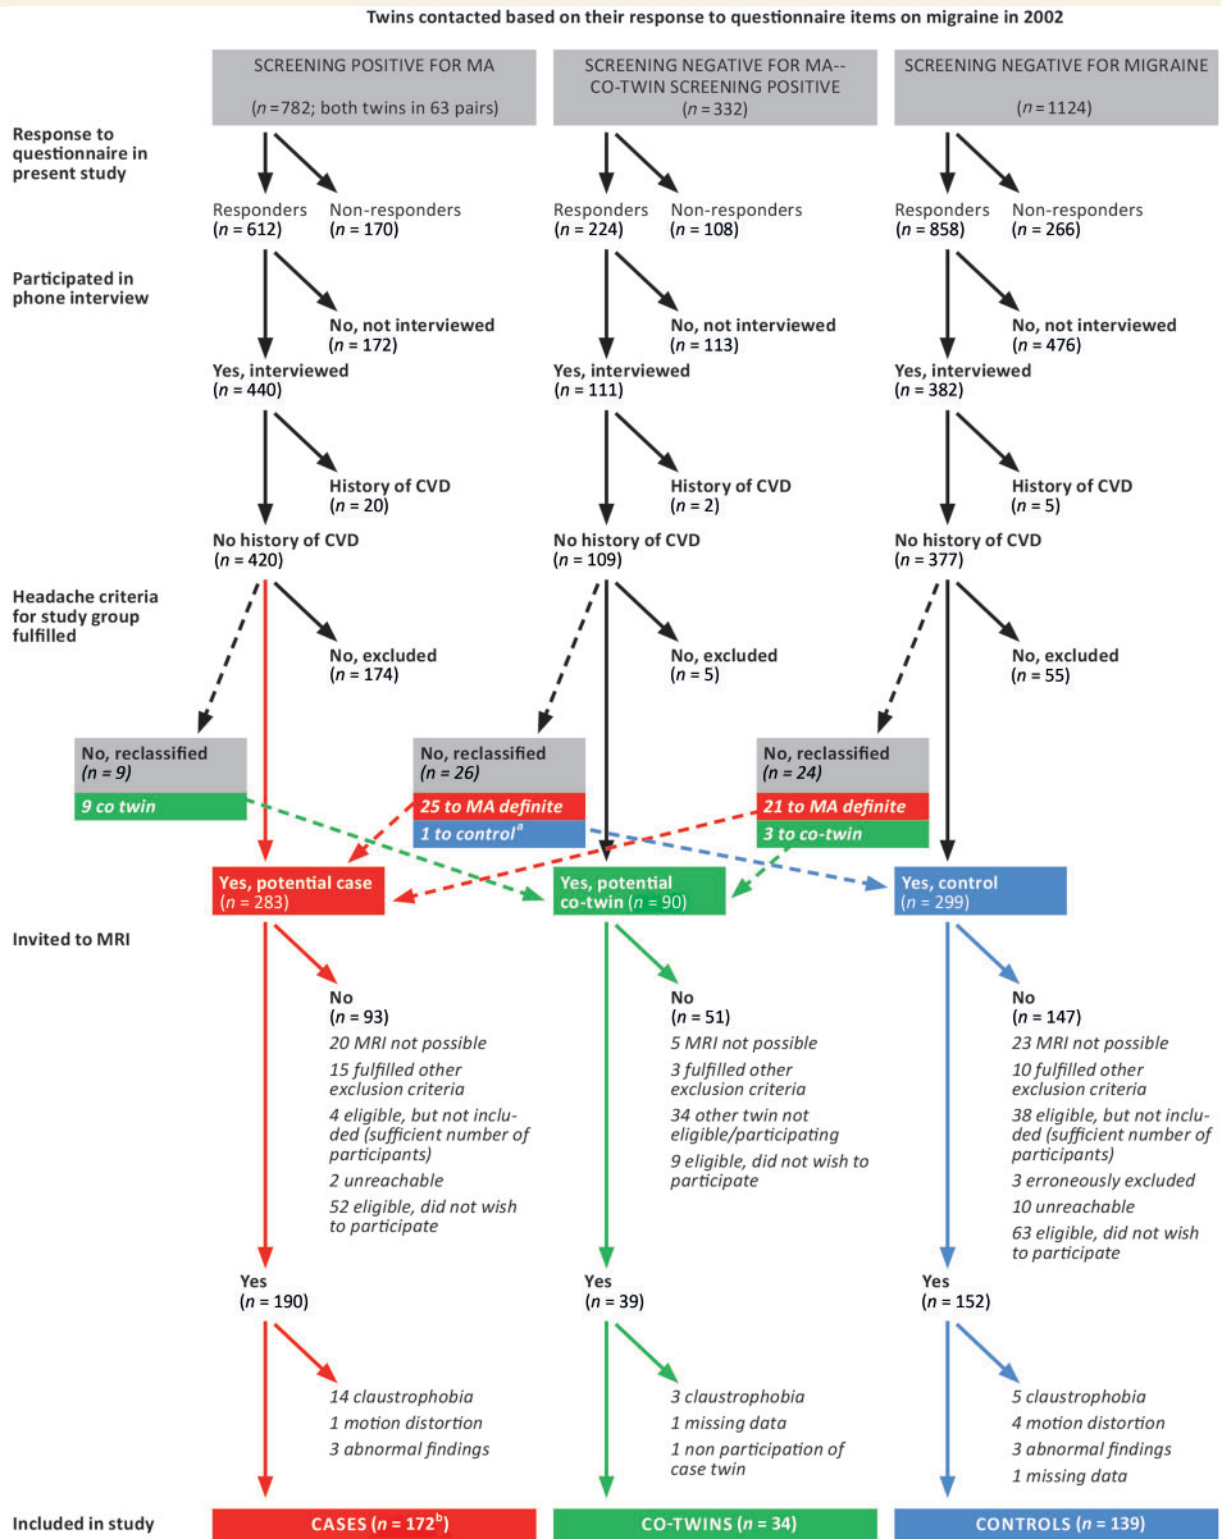 Twins contacted based on their response to questionnaire items on migraine in 2002
SCREENING POSITIVE FOR MA
(n=782; both twins in 63 pairs)
SCREENING NEGATIVE FOR MA--
CO-TWIN SCREENING POSITIVE
(n = 332)
SCREENING NEGATIVE FOR MIGRAINE
(n = 1124)
Response to
questionnaire in
present study
Responders
(n = 612)
Non-responders
(n = 170)
Responders
(n = 224)
Non-responders
(n = 108)
Responders
(n = 858)
Non-responders
(n = 266)
Participated in
phone interview
No, not interviewed
(n = 172)
No, not interviewed
(n = 113)
No, not interviewed
(n = 476)
Yes, interviewed
(n = 440)
Yes, interviewed
(n = 111)
Yes, interviewed
(n = 382)
History of CVD
(n = 20)
History of CVD
(n = 2)
History of CVD
(n = 5)
No history of CVD
(n = 420)
No history of CVD
(n = 109)
No history of CVD
(n = 377)
Headache criteria
for study group
fulfilled
No, excluded
(n = 174)
No, excluded
(n = 5)
No, excluded
(n = 55)
No, reclassified
(n = 9)
9 co twin
No, reclassified
(n = 26)
25 to MA definite
1 to controlª
No, reclassified
(n = 24)
21 to MA definite
3 to co-twin
Yes, potential case
(n = 283)
Yes, potential
co-twin (n = 90)
Yes, control
(n = 299)
Invited to MRI
No
(n = 93)
20 MRI not possible
15 fulfilled other
exclusion criteria
4 eligible, but not inclu-
ded (sufficient number of
participants)
2 unreachable
52 eligible, did not wish
to participate
No
(n = 51)
5 MRI not possible
3 fulfilled other
exclusion criteria
34 other twin not
eligible/participating
9 eligible, did not wish to
participate
No
(n = 147)
23 MRI not possible
10 fulfilled other
exclusion criteria
38 eligible, but not inclu-
ded (sufficient number of
participants)
3 erroneously excluded
10 unreachable
63 eligible, did not wish
to participate
Yes
(n = 190)
Yes
(n = 39)
Yes
(n = 152)
14 claustrophobia
1 motion distortion
3 abnormal findings
3 claustrophobia
1 missing data
1 non participation of
case twin
5 claustrophobia
4 motion distortion
3 abnormal findings
1 missing data
Included in study
CASES (n = 172ᵇ)
CO-TWINS (n = 34)
CONTROLS (n = 139)